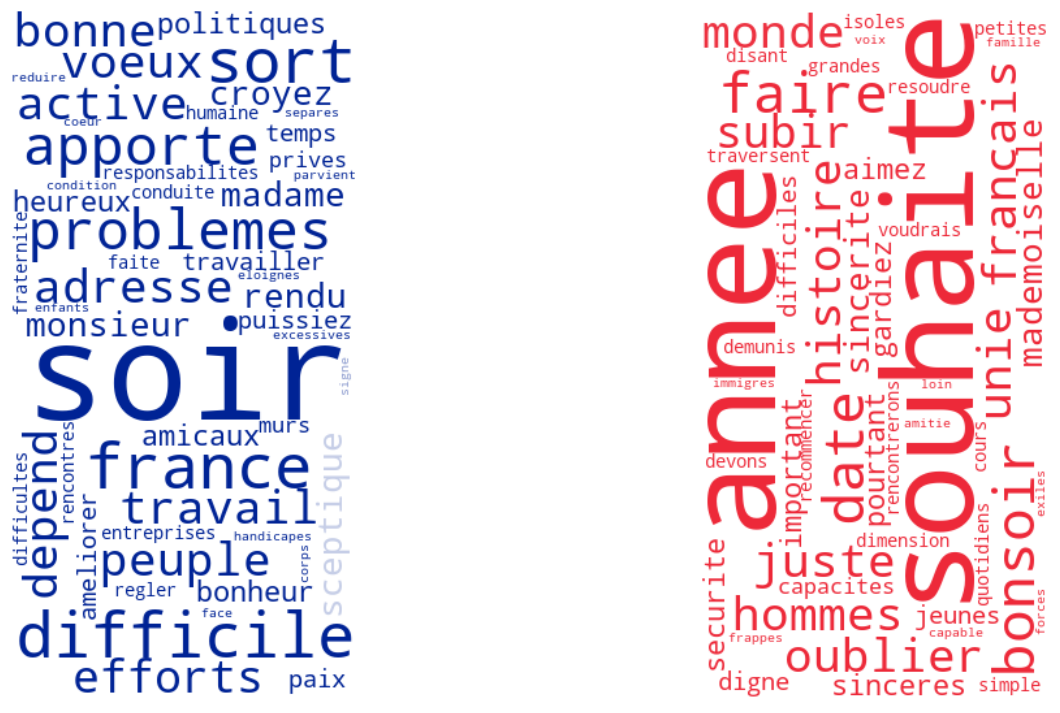 bonne
politiques
voeux
sort
reduire
active
croyez
coeur
humaine
separes
apporte
temps
prives
responsabilites
parvient
condition
heureux
conduite
madame
fraternite
problemes
faite
travailler
eloignes
adresse
rendu
enfants
monsieur
puissiez
excessives
soir
signe
amicaux
murs
depend
rencontres
difficultes
france
sceptique
travail
ameliorer
entreprises
handicapes
peuple
corps
regler
bonheur
face
difficile
efforts
paix
monde
isoles
voix
petites
famille
disant
grandes
faire
resoudre
subir
traversent
aimez
souhaite
unie
francais
mademoiselle
annee
difficiles
histoire
sincerite
gardiez
voudrais
demunis
immigres
loin
important
recommencer
date
pourtant
rencontrerons
amitie
cours
devons
bonsoir
exiles
dimension
juste
quotidiens
securite
capacites
hommes
jeunes
forces
frappes
capable
oublier
digne
sinceres
simple